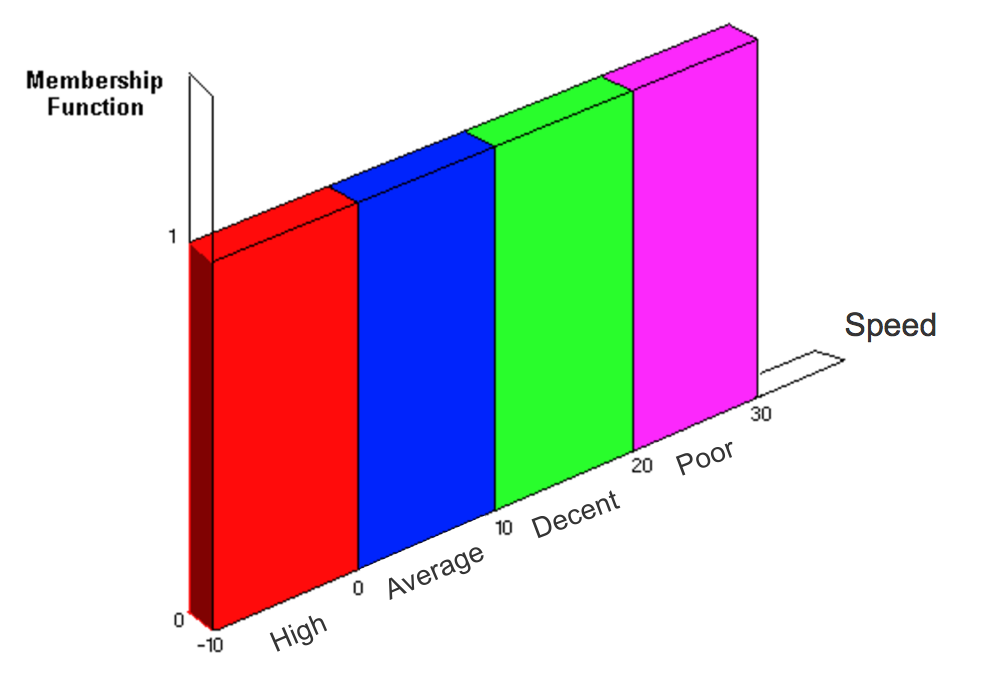 Membership
Function
1
Speed
30
Poor
20
Decent
10
Average
0
High
0
-10